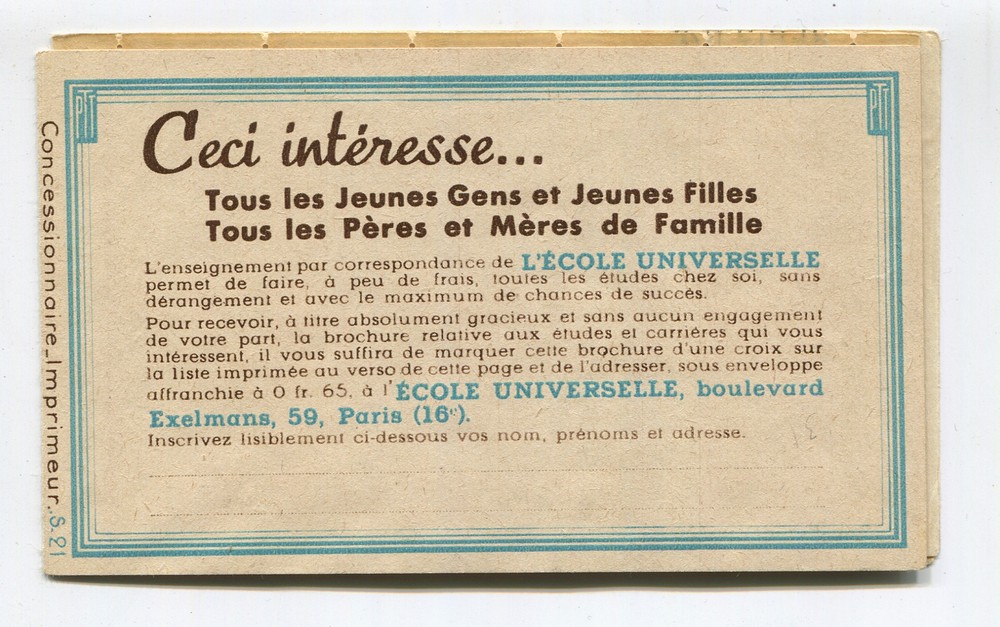 PTT
PTT
Ceci intéresse...
Tous les Jeunes Gens et Jeunes Filles
Tous les Pères et Mères de Famille
L'enseignement par correspondance de L'ÉCOLE UNIVERSELLE
permet de faire, à peu de frais, toutes les études chez soi, sans
dérangement et avec le maximum de chances de succès.
Pour recevoir, à titre absolument gracieux et sans aucun engagement
de votre part, la brochure relative aux études et carrières qui vous
intéressent, il vous suffira de marquer cette brochure d'une croix sur
la liste imprimée au verso de cette page et de l'adresser, sous enveloppe
affranchie à 0 fr. 65, à l'ÉCOLE UNIVERSELLE, boulevard
Exelmans, 59, Paris (16e).
Inscrivez lisiblement ci-dessous vos nom, prénoms et adresse.
Concessionnaire_Imprimeur. S. 21